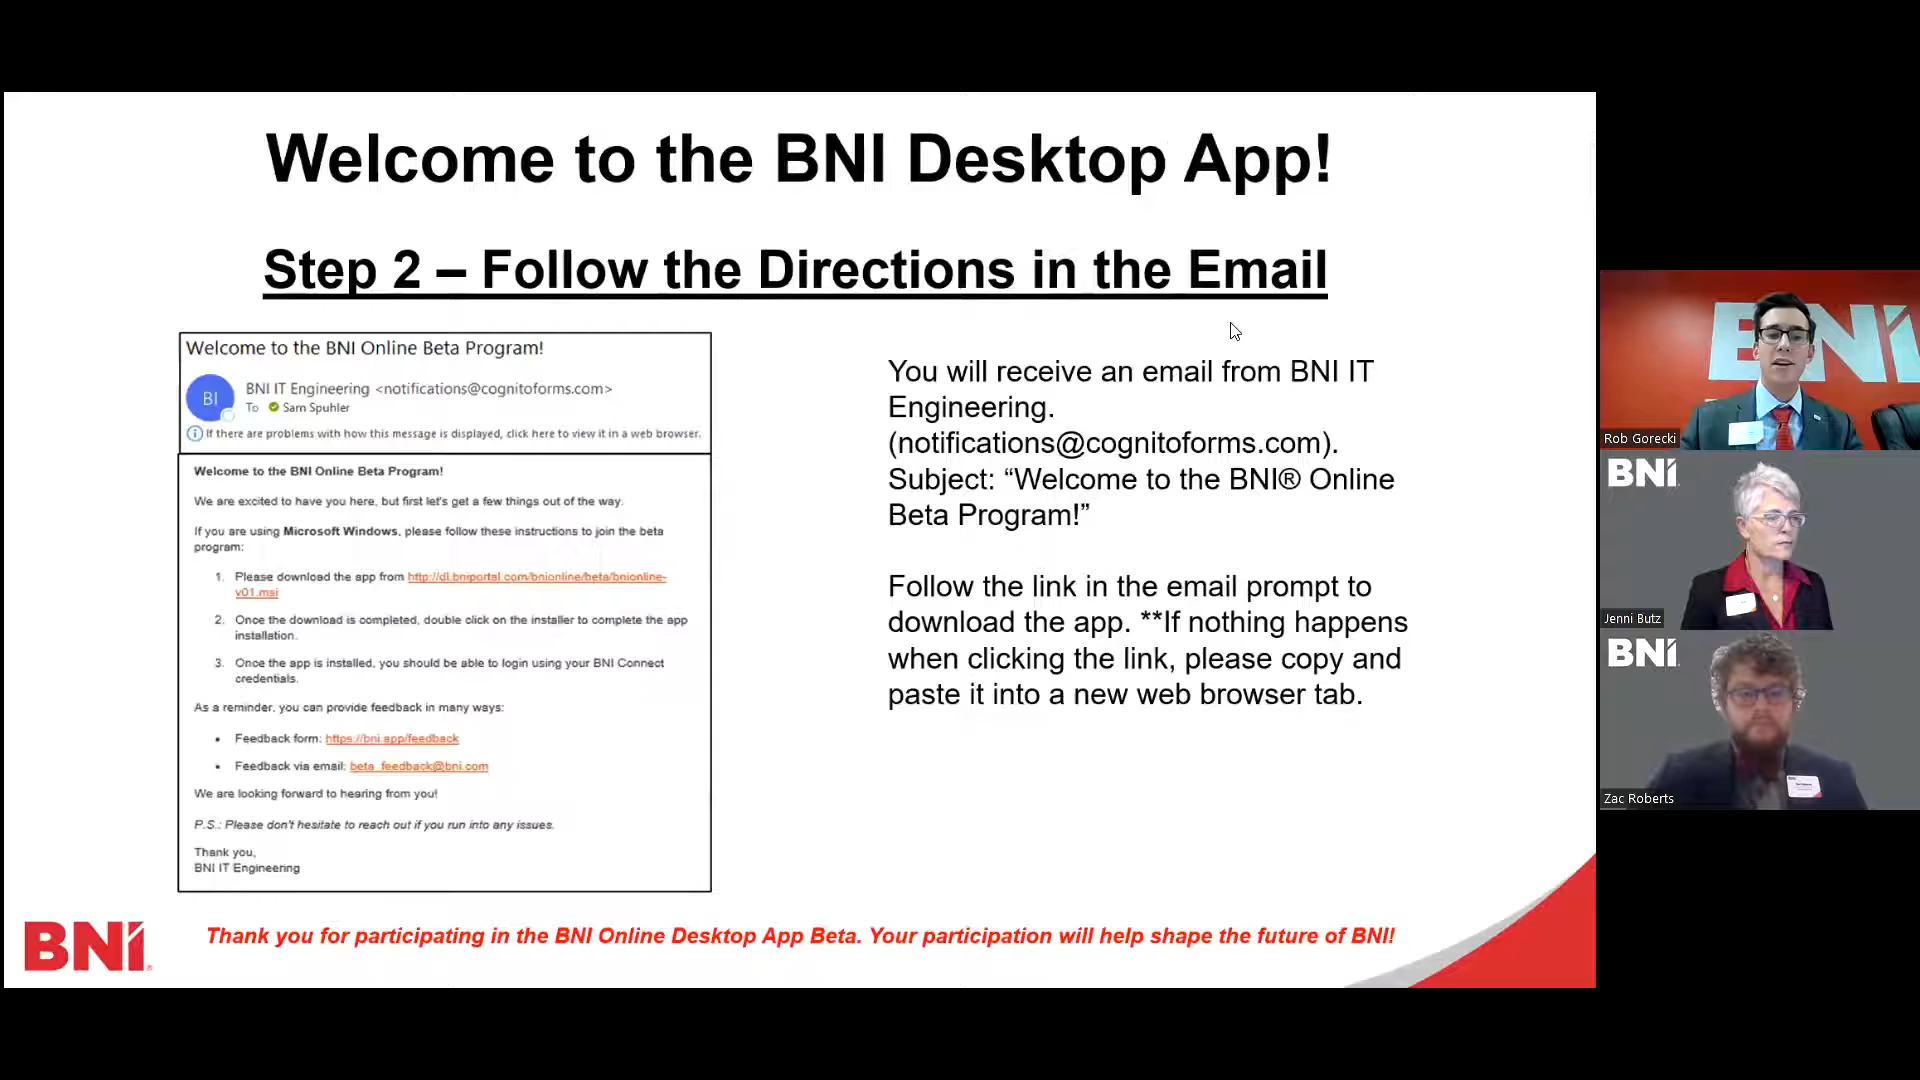 Welcome to the BNI Desktop App!
Step 2 – Follow the Directions in the Email
Welcome to the BNI Online Beta Program!
BI
BNI IT Engineering <notifications@cognitoforms.com>
To Sam Spuhler
If there are problems with how this message is displayed, click here to view it in a web browser.
Welcome to the BNI Online Beta Program!
We are excited to have you here, but first let's get a few things out of the way.
If you are using Microsoft Windows, please follow these instructions to join the beta
program:
1. Please download the app from http://dl.bniportal.com/bnionline/beta/bnionline-
v01.msi
2. Once the download is completed, double click on the installer to complete the app
installation.
3. Once the app is installed, you should be able to login using your BNI Connect
credentials.
As a reminder, you can provide feedback in many ways:
• Feedback form: https://bni.app/feedback
• Feedback via email: beta_feedback@bni.com
We are looking forward to hearing from you!
P.S.: Please don't hesitate to reach out if you run into any issues.
Thank you,
BNI IT Engineering
You will receive an email from BNI IT
Engineering.
(notifications@cognitoforms.com).
Subject: “Welcome to the BNI® Online
Beta Program!”
Follow the link in the email prompt to
download the app. **If nothing happens
when clicking the link, please copy and
paste it into a new web browser tab.
BNI®
Thank you for participating in the BNI Online Desktop App Beta. Your participation will help shape the future of BNI!
BNI
Rob Gorecki
BNI
Jenni Butz
BNI
Zac Roberts